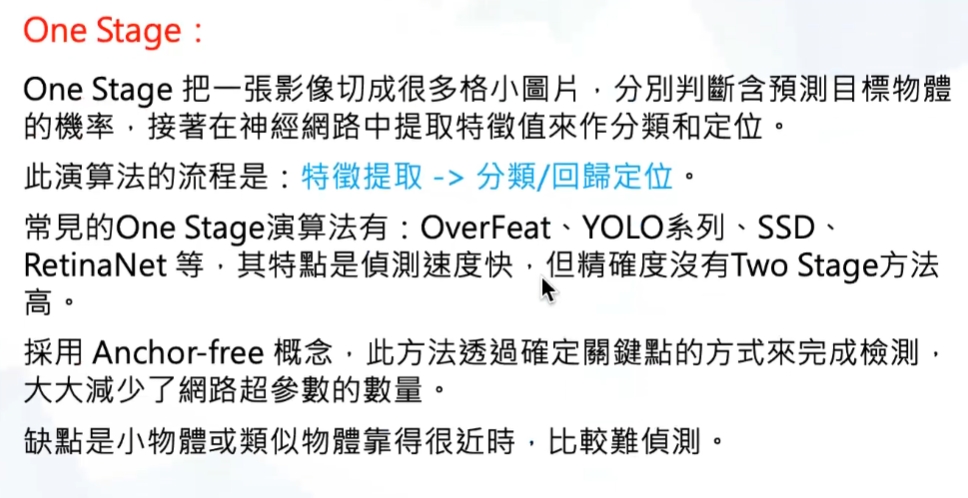 One Stage：
One Stage 把一張影像切成很多格小圖片，分別判斷含預測目標物體
的機率，接著在神經網路中提取特徵值來作分類和定位。
此演算法的流程是：特徵提取 -> 分類/回歸定位。
常見的One Stage演算法有：OverFeat、YOLO系列、SSD、
RetinaNet 等，其特點是偵測速度快，但精確度沒有Two Stage方法
高。
採用 Anchor-free 概念，此方法透過確定關鍵點的方式來完成檢測，
大大減少了網路超參數的數量。
缺點是小物體或類似物體靠得很近時，比較難偵測。